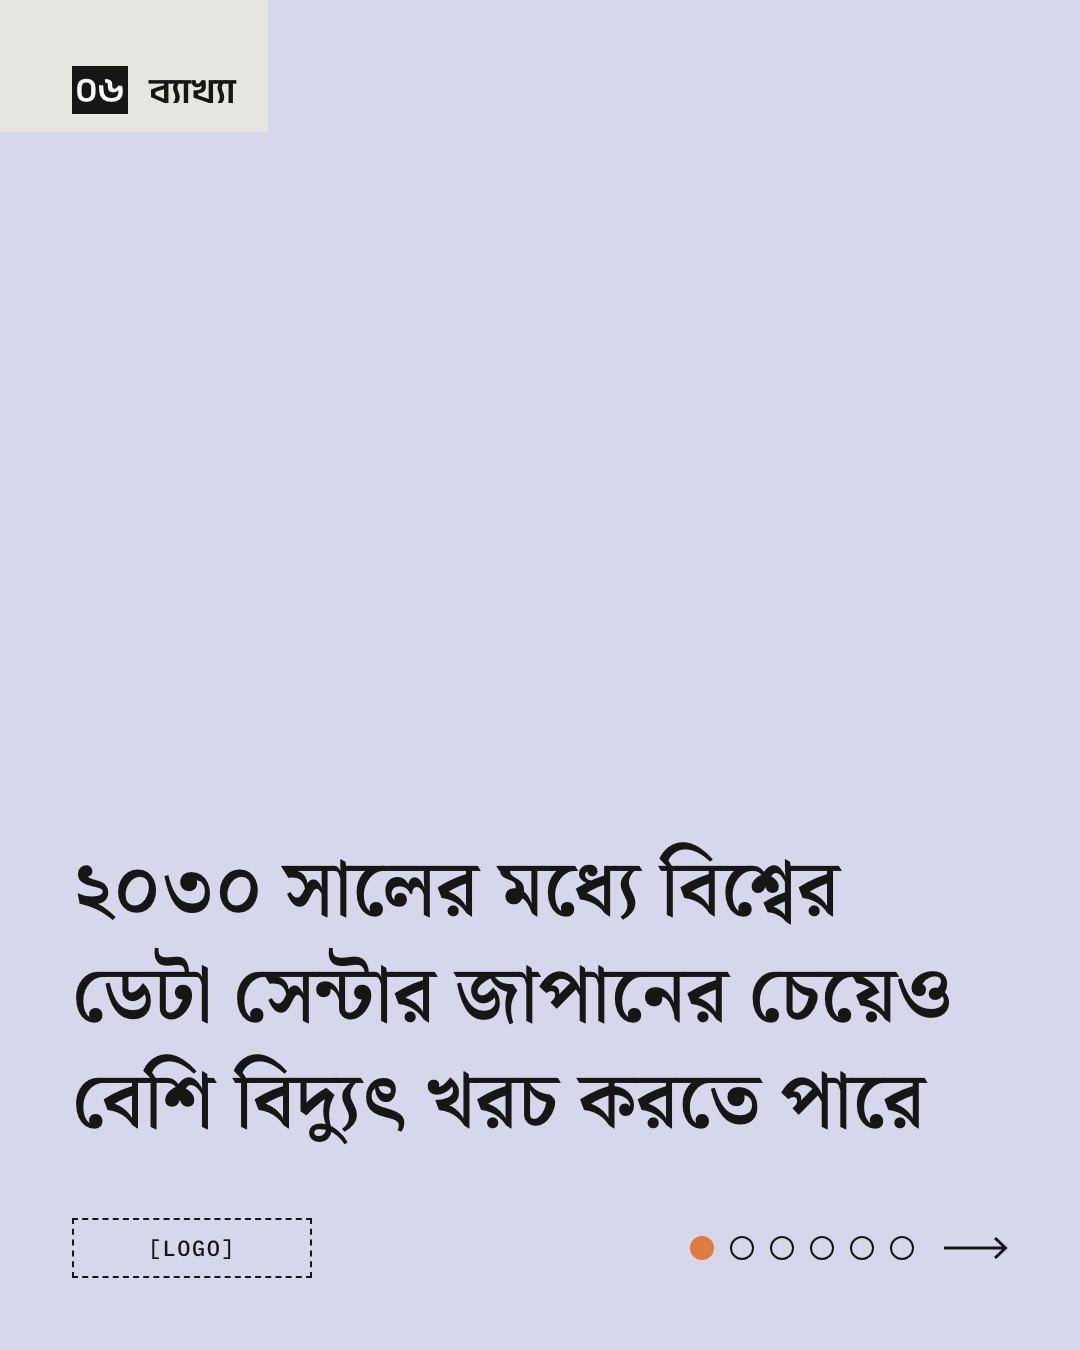 ০৬ ব্যাখ্যা
২০৩০ সালের মধ্যে বিশ্বের
ডেটা সেন্টার জাপানের চেয়েও
বেশি বিদ্যুৎ খরচ করতে পারে
[LOGO]